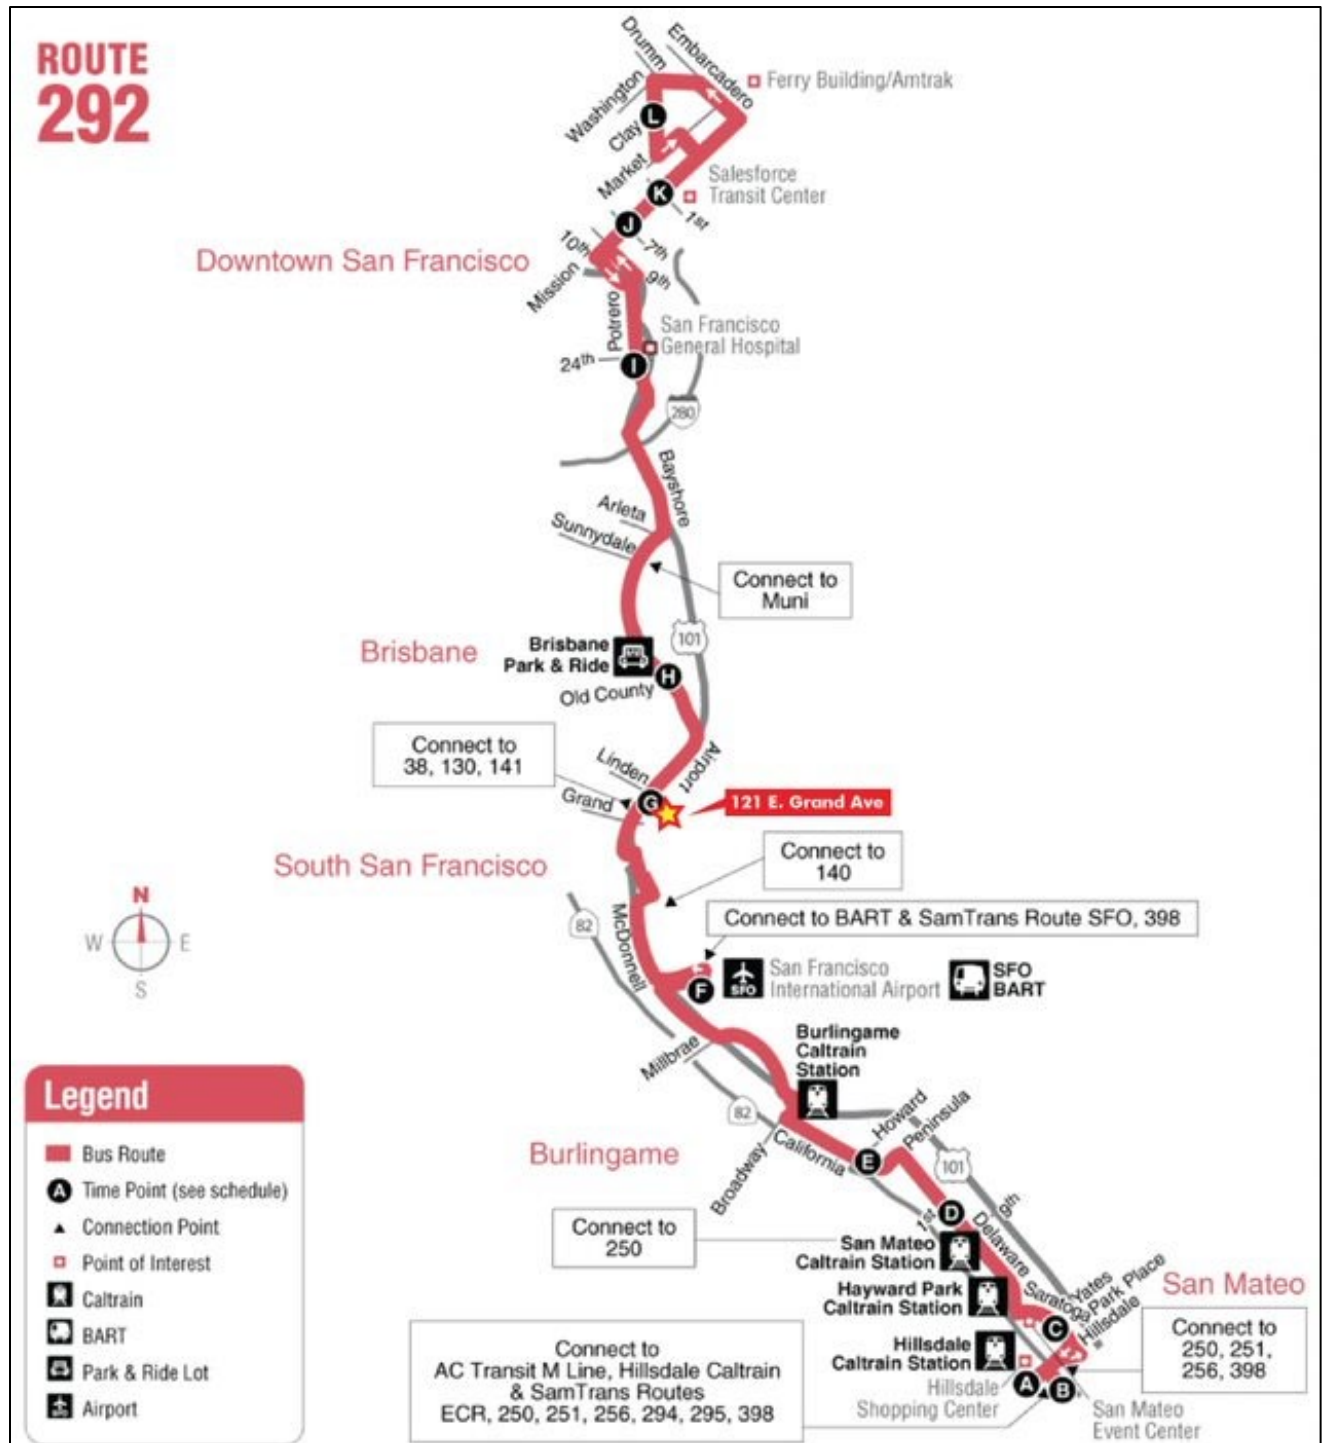 ROUTE
292
Drumm
Embarcadero
Ferry Building/Amtrak
Washington
L
Clay
Market
Salesforce
Transit Center
K
1st
J
7th
10th
9th
Downtown San Francisco
Mission
Potrero
San Francisco
General Hospital
24th
I
280
Bayshore
Arleta
Sunnydale
Connect to
Muni
101
Brisbane
Brisbane
Park & Ride
H
Old County
Connect to
38, 130, 141
Linden
Airport
G
Grand
121 E. Grand Ave
South San Francisco
Connect to
140
82
McDonnell
Connect to BART & SamTrans Route SFO, 398
N
W
E
S
F
SFO
San Francisco
International Airport
SFO
BART
Millbrae
Burlingame
Caltrain
Station
82
Howard
Peninsula
Burlingame
Broadway
California
E
101
9th
1st
D
Delaware
Connect to
250
San Mateo
Caltrain Station
Hayward Park
Caltrain Station
Saratoga
Yates
Park Place
Hillsdale
San Mateo
C
Connect to
250, 251,
256, 398
Hillsdale
Caltrain Station
Hillsdale
Shopping Center
A
B
San Mateo
Event Center
Connect to
AC Transit M Line, Hillsdale Caltrain
& SamTrans Routes
ECR, 250, 251, 256, 294, 295, 398
Legend
Bus Route
A
Time Point (see schedule)
Connection Point
Point of Interest
Caltrain
BART
Park & Ride Lot
Airport